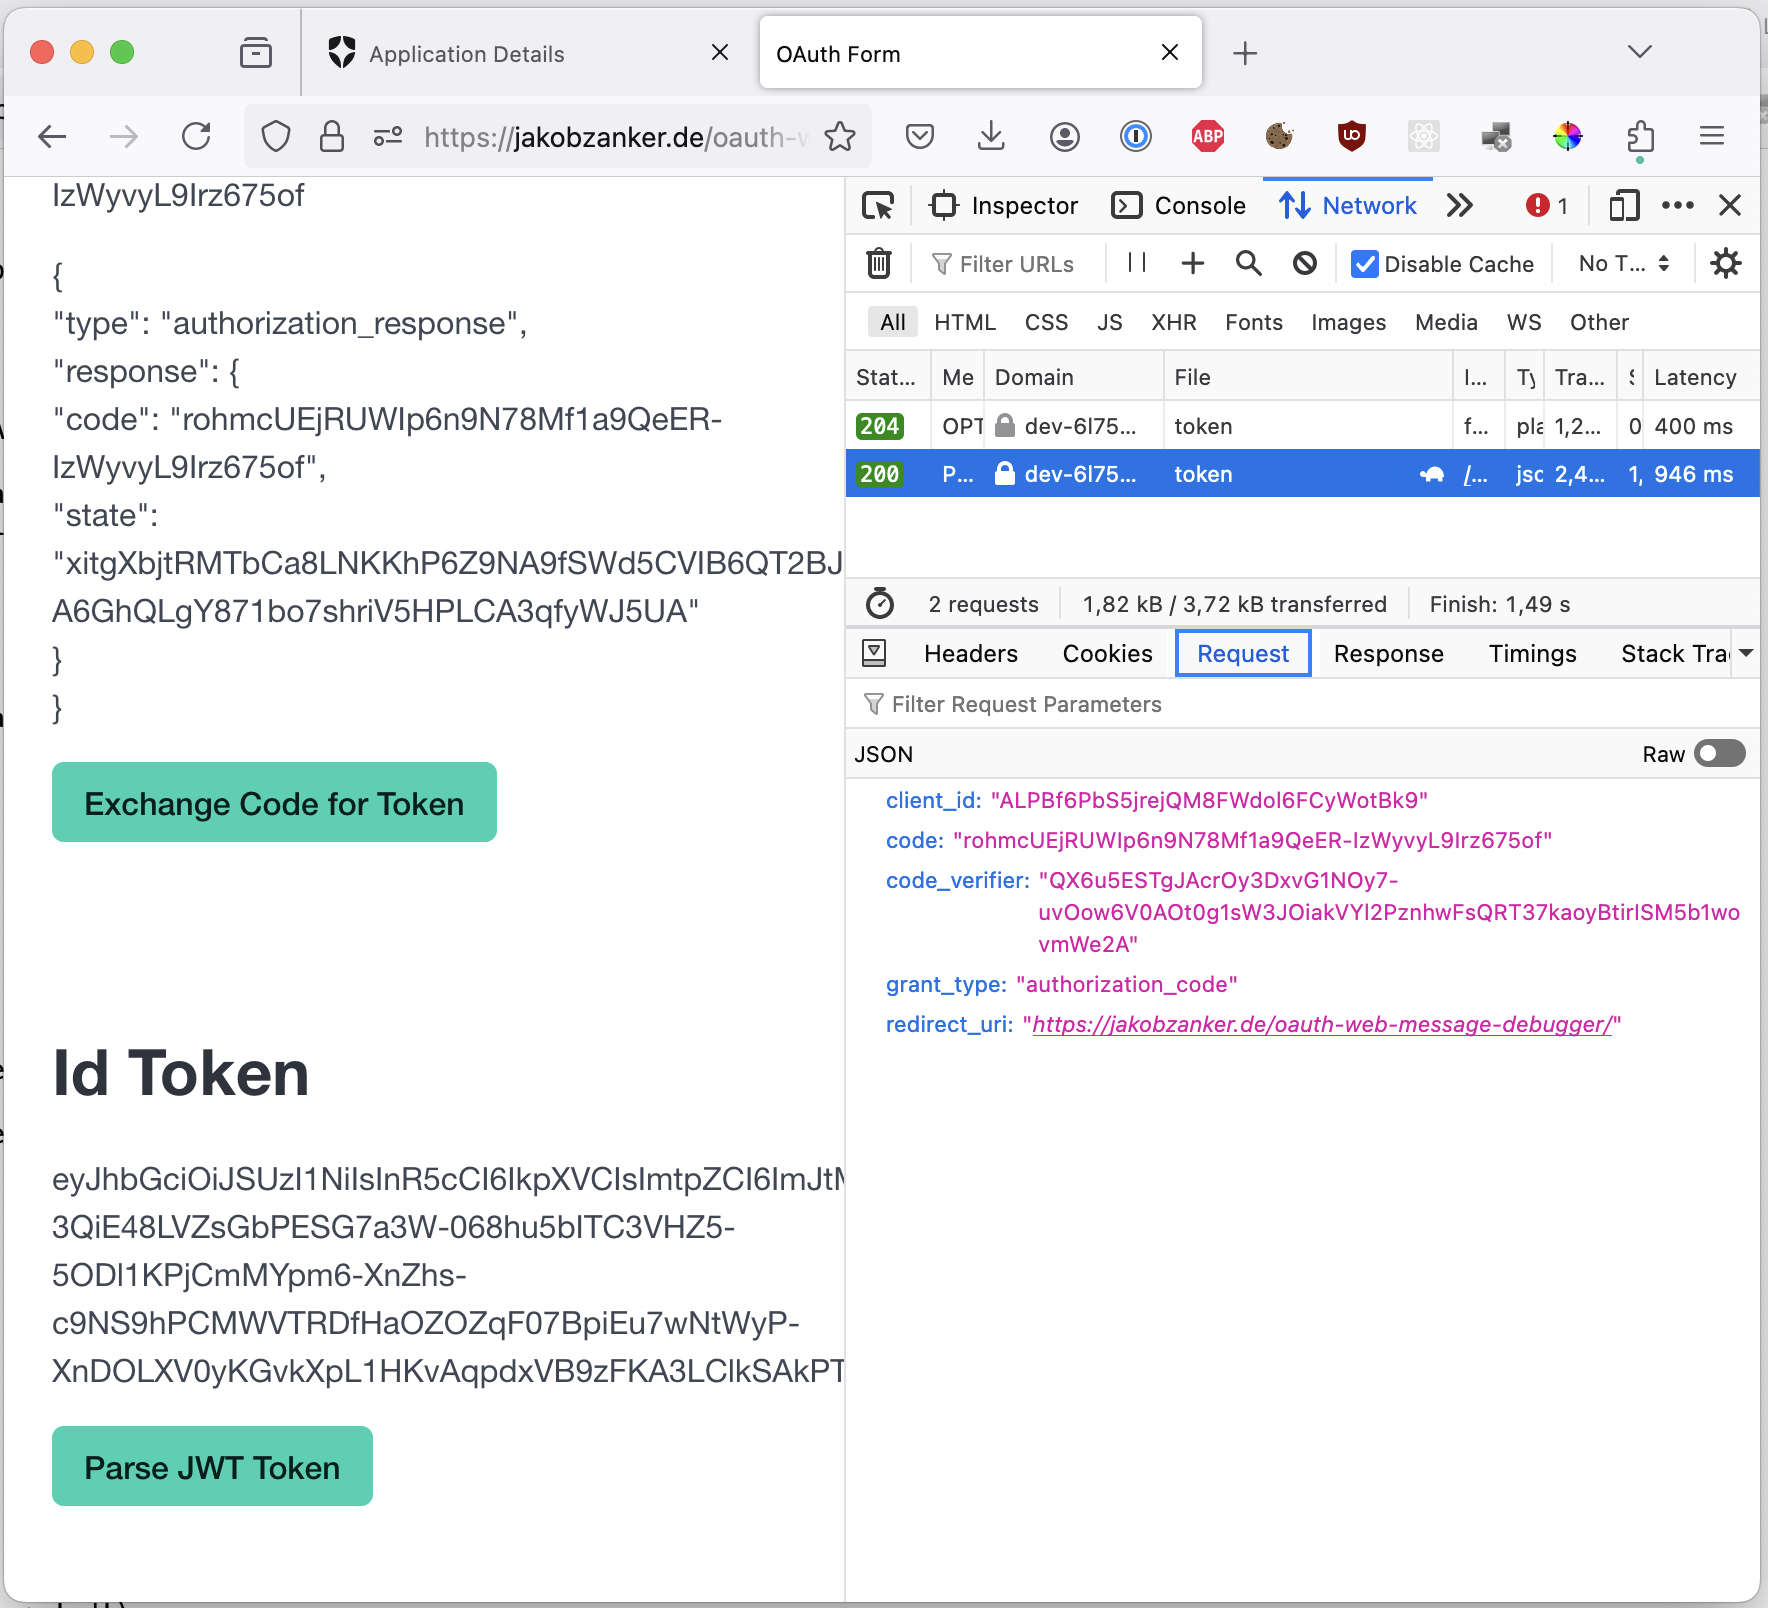 Application Details
OAuth Form
https://jakobzanker.de/oauth-w
ABP
IzWyvyL9Irz675of
{
"type": "authorization_response",
"response": {
"code": "rohmcUEjRUWIp6n9N78Mf1a9QeER-
IzWyvyL9Irz675of",
"state":
"xitgXbjtRMTbCa8LNKKhP6Z9NA9fSWd5CVIB6QT2BJ
A6GhQLgY871bo7shriV5HPLCA3qfyWJ5UA"
}
}
Exchange Code for Token
Id Token
eyJhbGciOiJSUzI1NiIsInR5cCI6IkpXVCIsImtpZCI6ImJtM
3QiE48LVZsGbPESG7a3W-068hu5bITC3VHZ5-
5ODl1KPjCmMYpm6-XnZhs-
c9NS9hPCMWVTRDfHaOZOZqF07BpiEu7wNtWyP-
XnDOLXV0yKGvkXpL1HKvAqpdxVB9zFKA3LClkSAkPT
Parse JWT Token
Inspector Console Network 1
Filter URLs Disable Cache No T...
All HTML CSS JS XHR Fonts Images Media WS Other
Stat... Me Domain File I... Ty Tra... S Latency
204 OPT dev-6l75... token f... pla 1,2... 0 400 ms
200 P... dev-6l75... token /... jsc 2,4... 1, 946 ms
2 requests 1,82 kB / 3,72 kB transferred Finish: 1,49 s
Headers Cookies Request Response Timings Stack Tra
Filter Request Parameters
JSON Raw
client_id: "ALPBf6PbS5jrejQM8FWdol6FCyWotBk9"
code: "rohmcUEjRUWIp6n9N78Mf1a9QeER-IzWyvyL9Irz675of"
code_verifier: "QX6u5ESTgJAcrOy3DxvG1NOy7-
uvOow6V0AOt0g1sW3JOiakVYl2PznhwFsQRT37kaoyBtirISM5b1wo
vmWe2A"
grant_type: "authorization_code"
redirect_uri: "https://jakobzanker.de/oauth-web-message-debugger/"